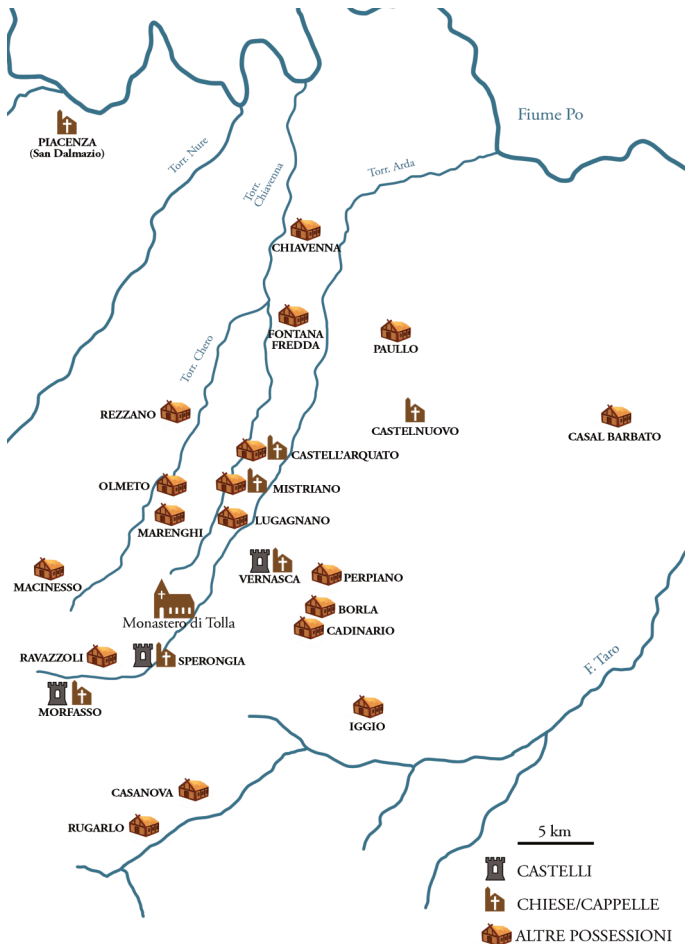 Fiume Po
PIACENZA
(San Dalmazio)
Torr. Nure
Torr.
Chiavenna
Torr. Arda
CHIAVENNA
FONTANA
FREDDA
PAULLO
Torr. Chero
REZZANO
CASTELNUOVO
CASAL BARBATO
CASTELL'ARQUATO
OLMETO
MISTRIANO
MARENGHI
LUGAGNANO
VERNASCA
PERPIANO
MACINESSO
BORLA
Monastero di Tolla
CADINARIO
RAVAZZOLI
SPERONGIA
F. Taro
MORFASSO
IGGIO
CASANOVA
RUGARLO
5 km
CASTELLI
CHIESE/CAPPELLE
ALTRE POSSESSIONI